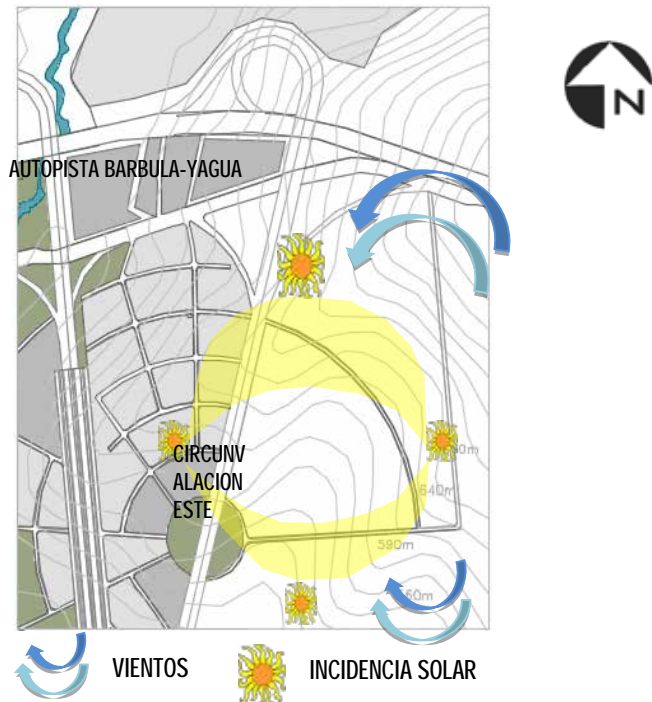 N
AUTOPISTA BARBULA-YAGUA
CIRCUNV
ALACION
ESTE
640m
590m
VIENTOS
INCIDENCIA SOLAR